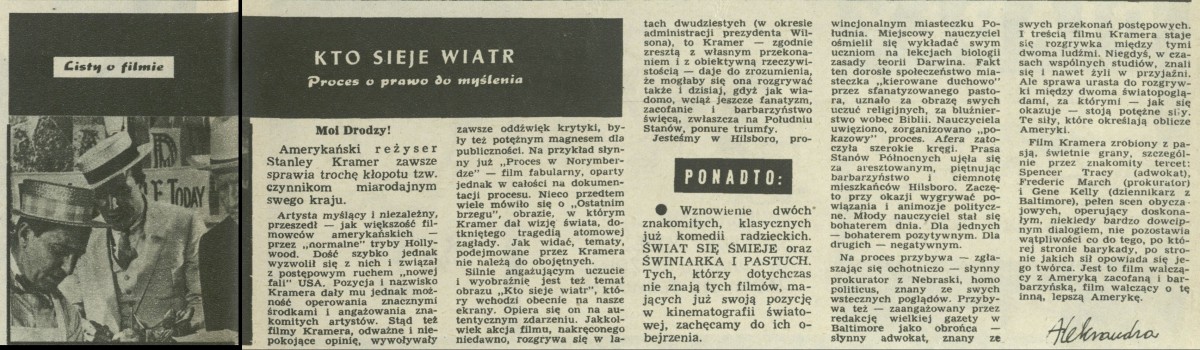 Listy o filmie
KTO SIEJE WIATR
Proces o prawo do myślenia
TODAY
Moi Drodzy!
Amerykański reżyser
Stanley Kramer zawsze
sprawia trochę kłopotu tzw.
czynnikom miarodajnym
swego kraju.
Artysta myślący i niezależny,
przeszedł — jak większość fil-
mowców amerykańskich —
przez „normalne” tryby Holly-
wood. Dość szybko jednak
wyzwolił się z nich i związał
z postępowym ruchem „nowej
fali” USA. Pozycja i nazwisko
Kramera dały mu jednak moż-
ność operowania znacznymi
środkami i angażowania zna-
komitych artystów. Stąd też
filmy Kramera, odważne i nie-
pokojące opinię, wywoływały
zawsze oddźwięk krytyki, by-
ły też potężnym magnesem dla
publiczności. Na przykład słyn-
ny już „Proces w Norymber-
dze” — film fabularny, oparty
jednak w całości na dokumen-
tacji procesu. Nieco przedtem
wiele mówiło się o „Ostatnim
brzegu”, obrazie, w którym
Kramer dał wizję świata, do-
tkniętego tragedią atomowej
zagłady. Jak widać, tematy,
podejmowane przez Kramera
nie należą do obojętnych.
Silnie angażującym uczucie
i wyobraźnię jest też temat
obrazu „Kto sieje wiatr”, któ-
ry wchodzi obecnie na nasze
ekrany. Opiera się on na au-
tentycznym zdarzeniu. Jakkol-
wiek akcja filmu, nakręconego
niedawno, rozgrywa się w la-
tach dwudziestych (w okresie
administracji prezydenta Wil-
sona), to Kramer — zgodnie
zresztą z własnym przekona-
niem i z obiektywną rzeczywi-
stością — daje do zrozumienia,
że mogłaby się ona rozgrywać
także i dzisiaj, gdyż jak wia-
domo, wciąż jeszcze fanatyzm,
zacofanie i barbarzyństwo
święcą, zwłaszcza na Południu
Stanów, ponure triumfy.
Jesteśmy w Hilsboro, pro-
PONADTO:
● Wznowienie dwóch
znakomitych, klasycznych
już komedii radzieckich.
ŚWIAT SIĘ ŚMIEJE oraz
ŚWINIARKA I PASTUCH.
Tych, którzy dotychczas
nie znają tych filmów, ma-
jących już swoją pozycję
w kinematografii świato-
wej, zachęcamy do ich o-
bejrzenia.
wincjonalnym miasteczku Po-
łudnia. Miejscowy nauczyciel
ośmielił się wykładać swym
uczniom na lekcjach biologii
zasady teorii Darwina. Fakt
ten dorosłe społeczeństwo mia-
steczka „kierowane duchowo”
przez sfanatyzowanego pasto-
ra, uznało za obrazę swych
uczuć religijnych, za bluźnier-
stwo wobec Biblii. Nauczyciela
uwięziono, zorganizowano „po-
kazowy” proces. Afera zato-
czyła szerokie kręgi. Prasa
Stanów Północnych ujęła się
za aresztowanym, piętnując
barbarzyństwo i ciemnotę
mieszkańców Hilsboro. Zaczę-
to przy okazji wygrywać po-
wiązania i animozje politycz-
ne. Młody nauczyciel stał się
bohaterem dnia. Dla jednych
— bohaterem pozytywnym. Dla
drugich — negatywnym.
Na proces przybywa — zgła-
szając się ochotniczo — słynny
prokurator z Nebraski, homo
politicus, znany ze swych
wstecznych poglądów. Przyby-
wa też — zaangażowany przez
redakcję wielkiej gazety w
Baltimore jako obrońca —
słynny adwokat, znany ze
swych przekonań postępowych.
I treścią filmu Kramera staje
się rozgrywka między tymi
dwoma ludźmi. Niegdyś, w cza-
sach wspólnych studiów, znali
się i nawet żyli w przyjaźni.
Ale sprawa urasta do rozgryw-
ki między dwoma światopoglą-
dami, za którymi — jak się
okazuje — stoją potężne siły.
Te siły, które określają oblicze
Ameryki.
Film Kramera zrobiony z pa-
sją, świetnie grany, szczegól-
nie przez znakomity tercet:
Spencer Tracy (adwokat),
Frederic March (prokurator)
i Gene Kelly (dziennikarz z
Baltimore), pełen scen obycza-
jowych, operujący doskona-
łym, niekiedy bardzo dowcip-
nym dialogiem, nie pozostawia
wątpliwości co do tego, po któ-
rej stronie barykady, po stro-
nie jakich sił opowiada się je-
go twórca. Jest to film walczą-
cy z Ameryką zacofaną i bar-
barzyńską, film walczący o tę
inną, lepszą Amerykę.
Aleksandra